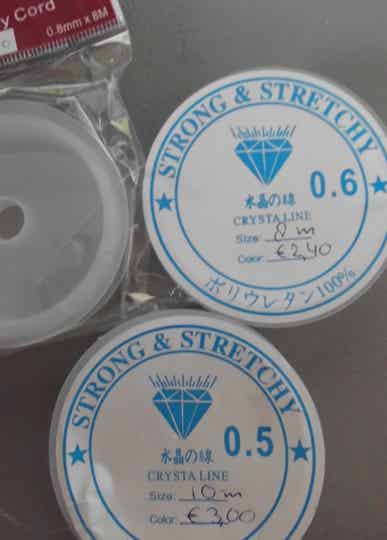 y Cord
0.8mm x 8M
STRONG & STRETCHY
水晶の線
0.6
CRYSTA LINE
Size: 8 m
Color: €2,40
ポリウレタン100%
STRONG & STRETCHY
水晶の線
0.5
CRYSTA LINE
Size: 10 m
Color: €3,00